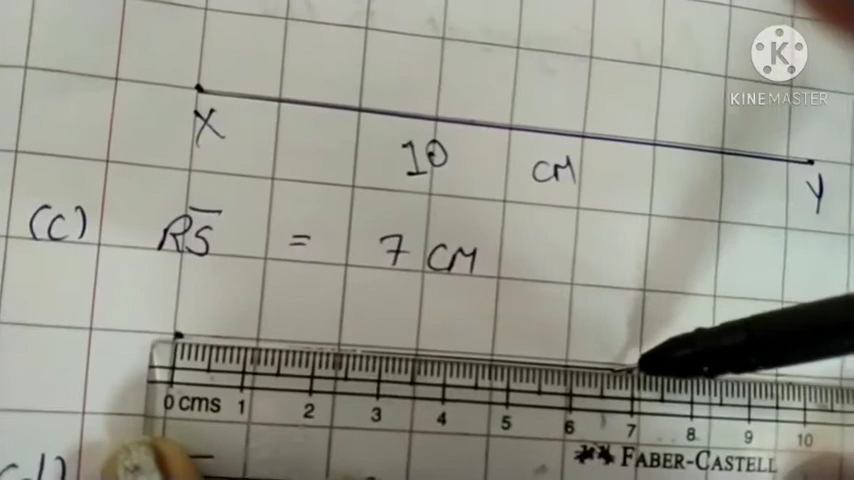 KINEMASTER
X
10 CM
Y
(C) RS = 7 CM
0 cms 1 2 3 4 5 6 7 8 9 10
FABER-CASTELL